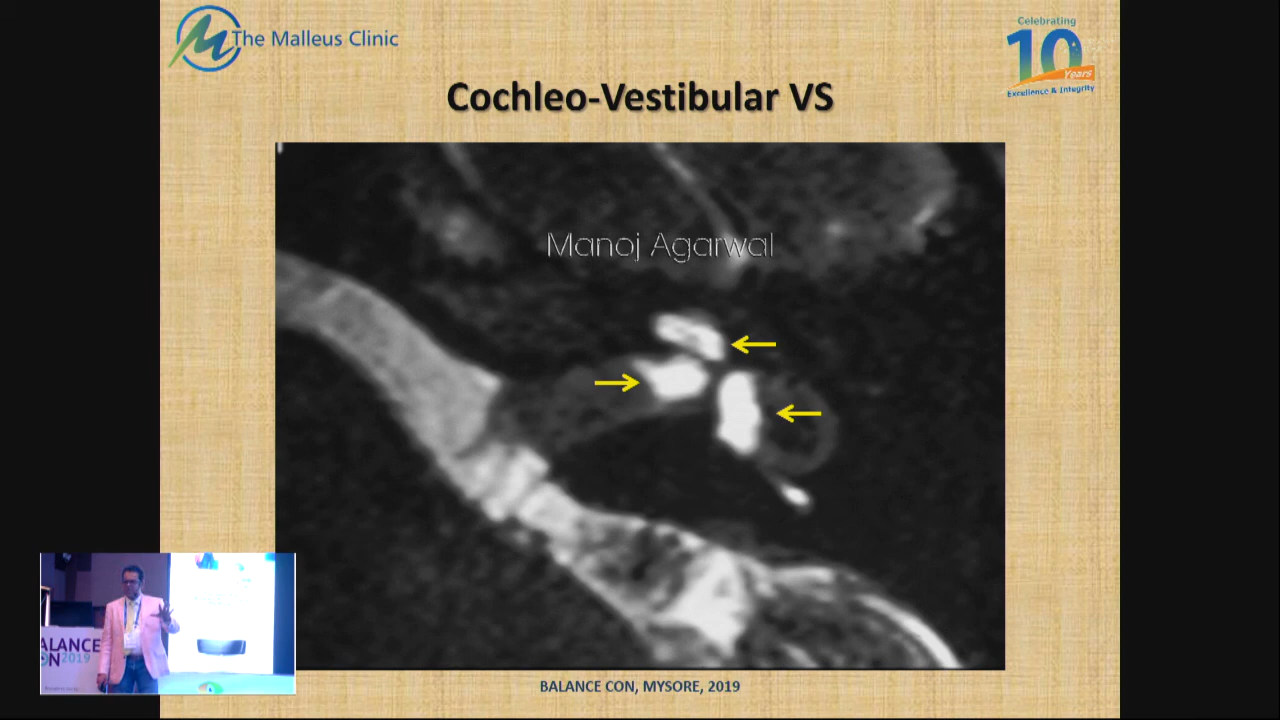 The Malleus Clinic
Celebrating
10
Years
Excellence & Integrity
Cochleo-Vestibular VS
Manoj Agarwal
ALANCE
ON 2019
BALANCE CON, MYSORE, 2019